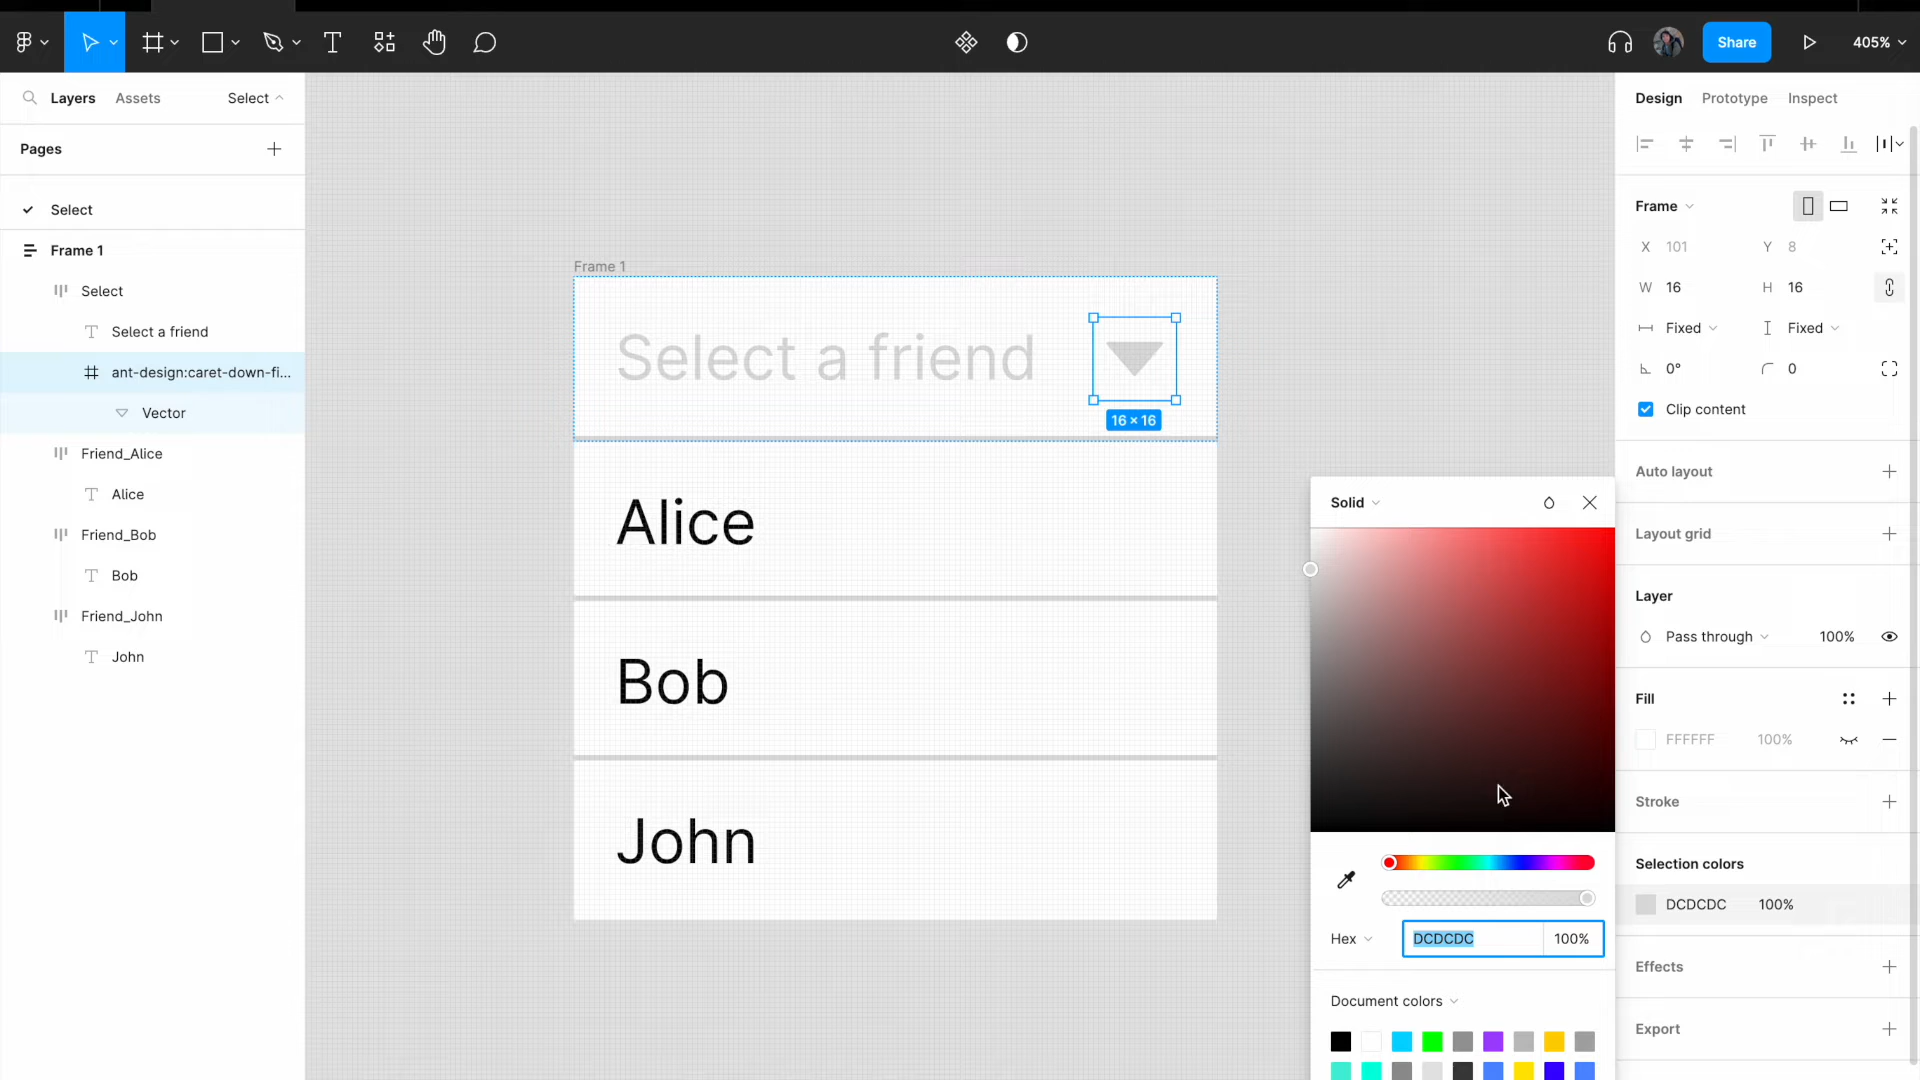 Share
405%
Layers
Assets
Select
Pages
Select
Frame 1
Select
Select a friend
ant-design:caret-down-fi...
Vector
Friend_Alice
Alice
Friend_Bob
Bob
Friend_John
John
Frame 1
Select a friend
16 × 16
Alice
Bob
John
Solid
Hex
DCDCDC
100%
Document colors
Design
Prototype
Inspect
Frame
X 101
Y 8
W 16
H 16
Fixed
Fixed
0°
0
Clip content
Auto layout
Layout grid
Layer
Pass through
100%
Fill
FFFFFF
100%
Stroke
Selection colors
DCDCDC
100%
Effects
Export